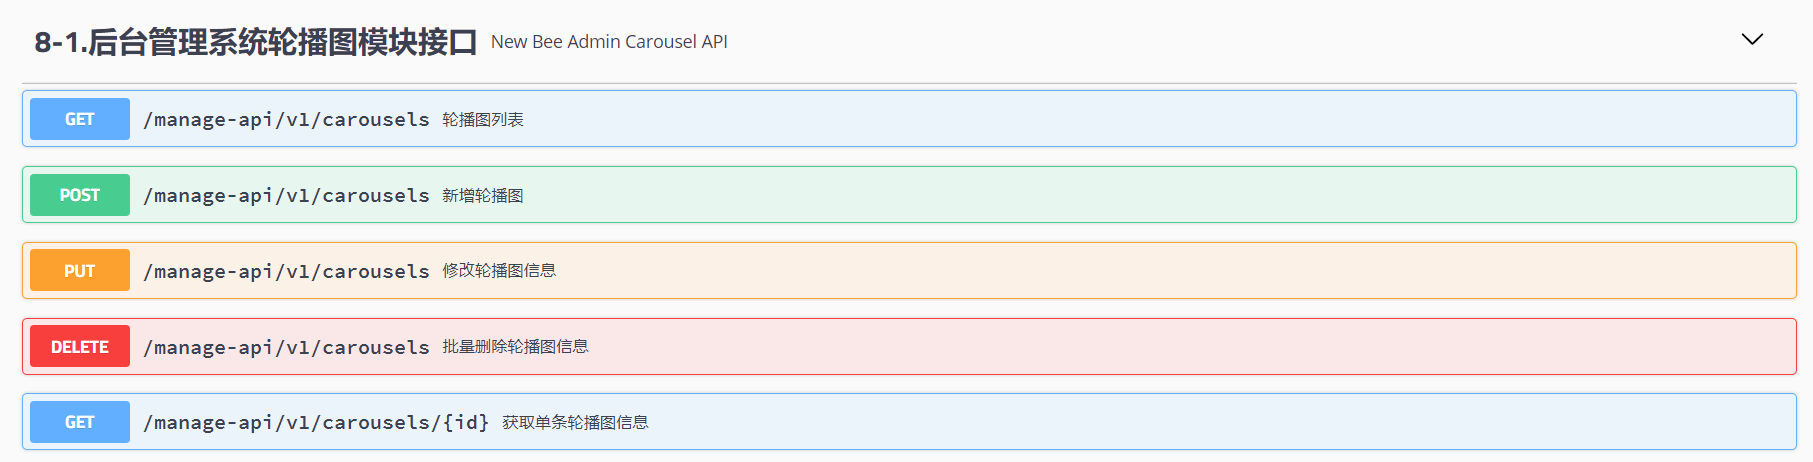 8-1.后台管理系统轮播图模块接口 New Bee Admin Carousel API
GET /manage-api/v1/carousels 轮播图列表
POST /manage-api/v1/carousels 新增轮播图
PUT /manage-api/v1/carousels 修改轮播图信息
DELETE /manage-api/v1/carousels 批量删除轮播图信息
GET /manage-api/v1/carousels/{id} 获取单条轮播图信息